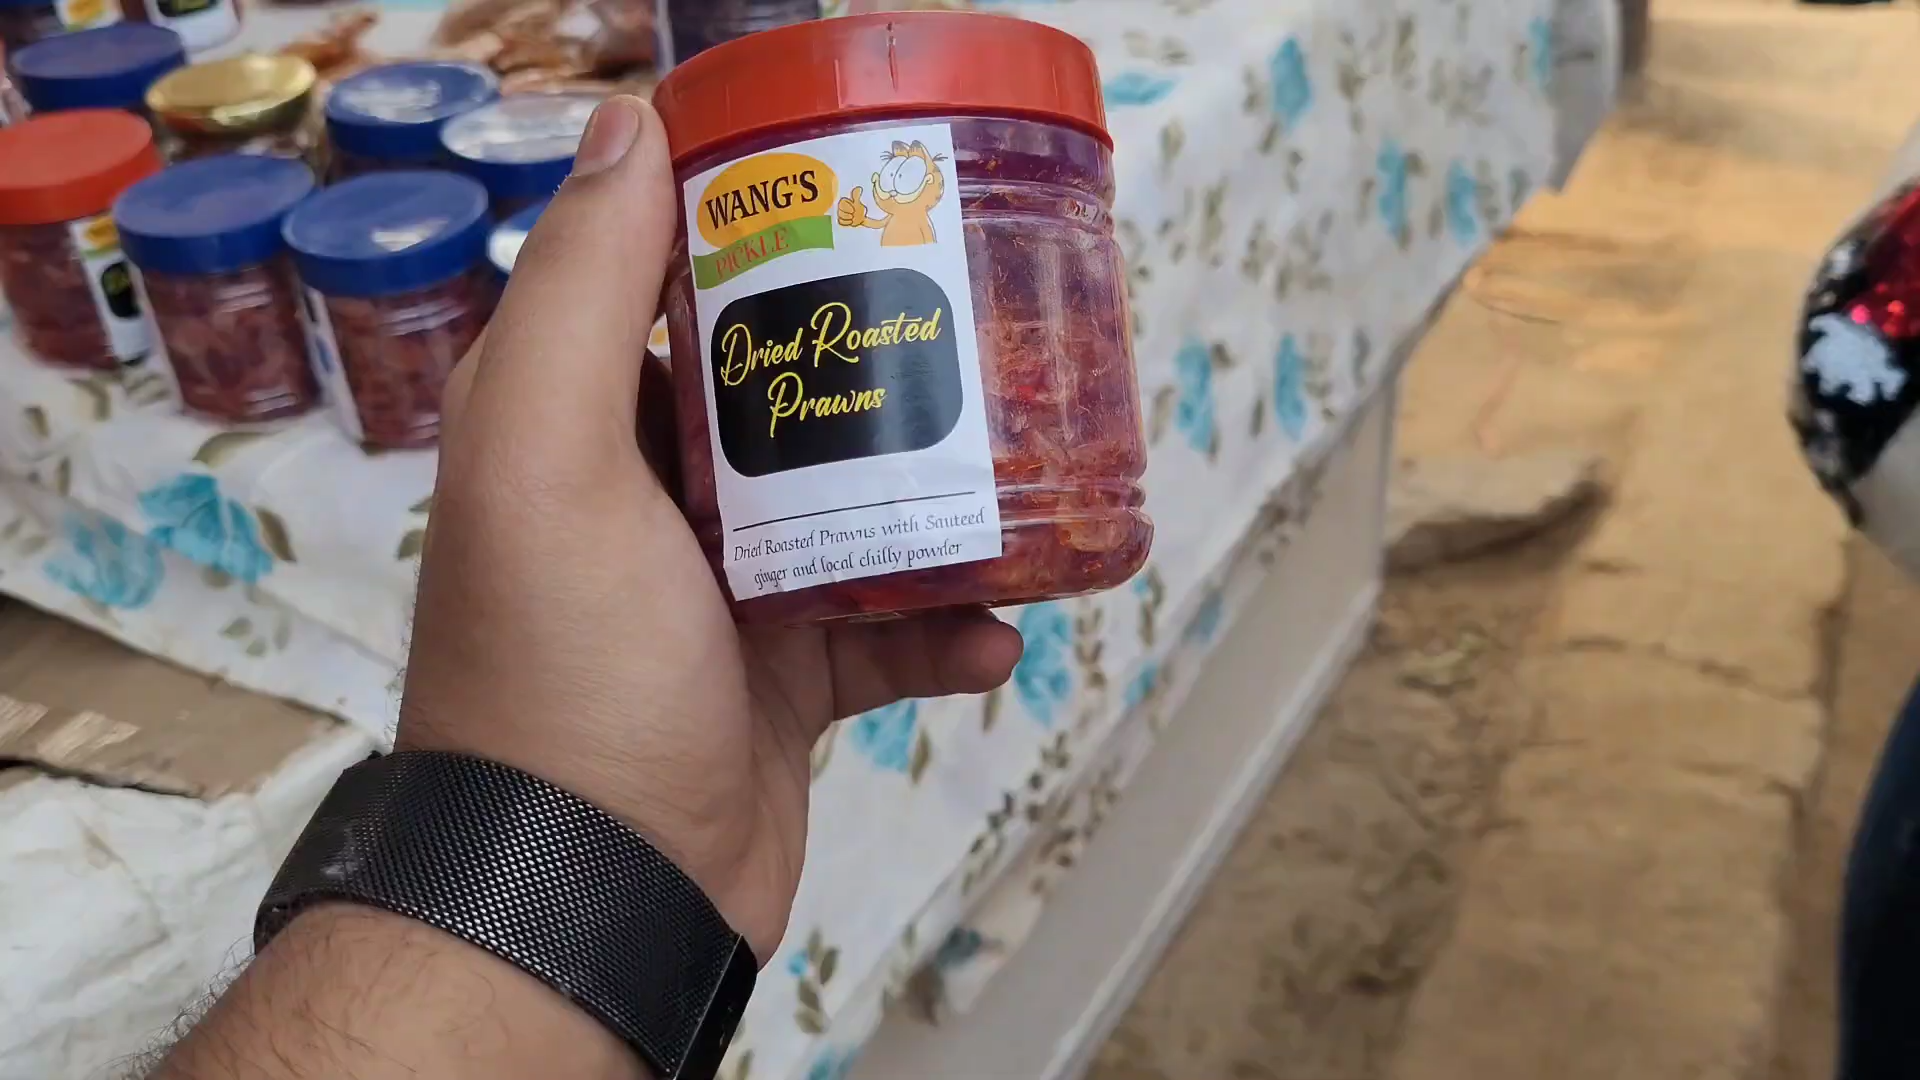 WANG'S
PICKLE
Dried Roasted
Prawns
Dried Roasted Prawns with Sauteed
ginger and local chilly powder